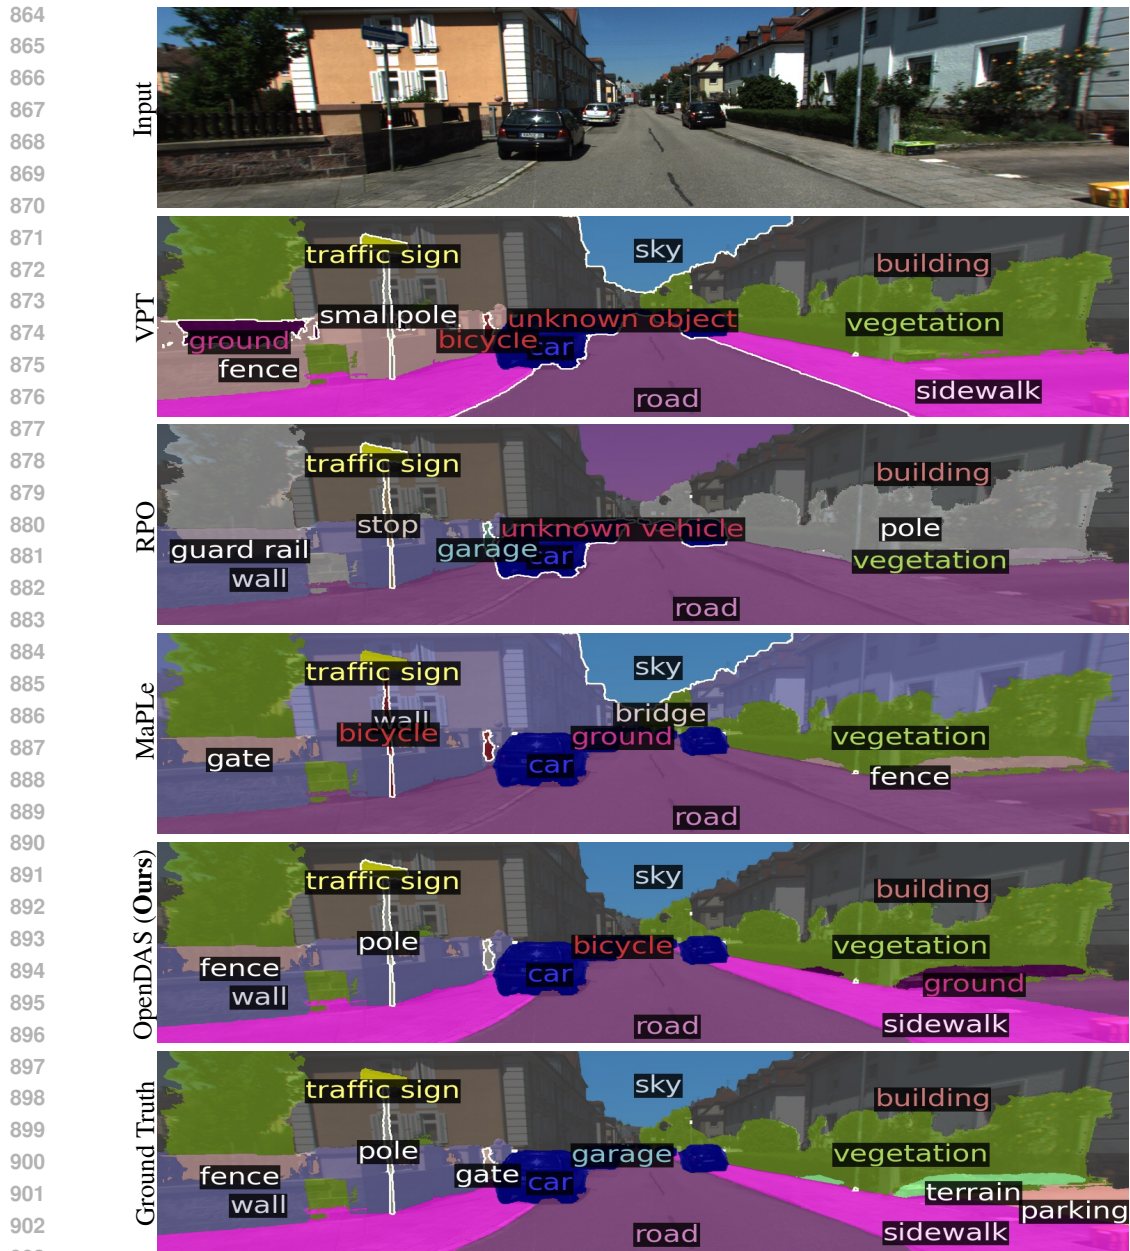 864
865
866
867
868
869
870
871
872
873
874
875
876
877
878
879
880
881
882
883
884
885
886
887
888
889
890
891
892
893
894
895
896
897
898
899
900
901
902
Input
VPT
traffic sign
sky
building
smallpole
unknown object
vegetation
ground
bicycle
car
fence
sidewalk
road
RPO
traffic sign
building
stop
unknown vehicle
pole
guard rail
garage
car
vegetation
wall
road
MaPLe
traffic sign
sky
wall
bridge
bicycle
ground
vegetation
gate
car
fence
road
OpenDAS (Ours)
traffic sign
sky
building
pole
bicycle
vegetation
fence
car
ground
wall
road
sidewalk
Ground Truth
traffic sign
sky
building
pole
garage
vegetation
fence
gate
car
terrain
wall
parking
road
sidewalk